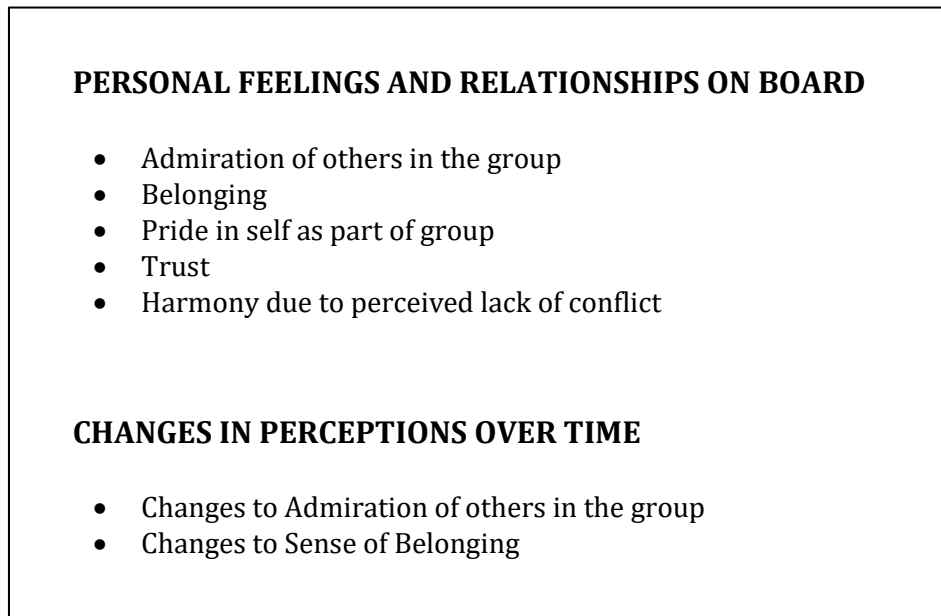 PERSONAL FEELINGS AND RELATIONSHIPS ON BOARD
• Admiration of others in the group
• Belonging
• Pride in self as part of group
• Trust
• Harmony due to perceived lack of conflict
CHANGES IN PERCEPTIONS OVER TIME
• Changes to Admiration of others in the group
• Changes to Sense of Belonging